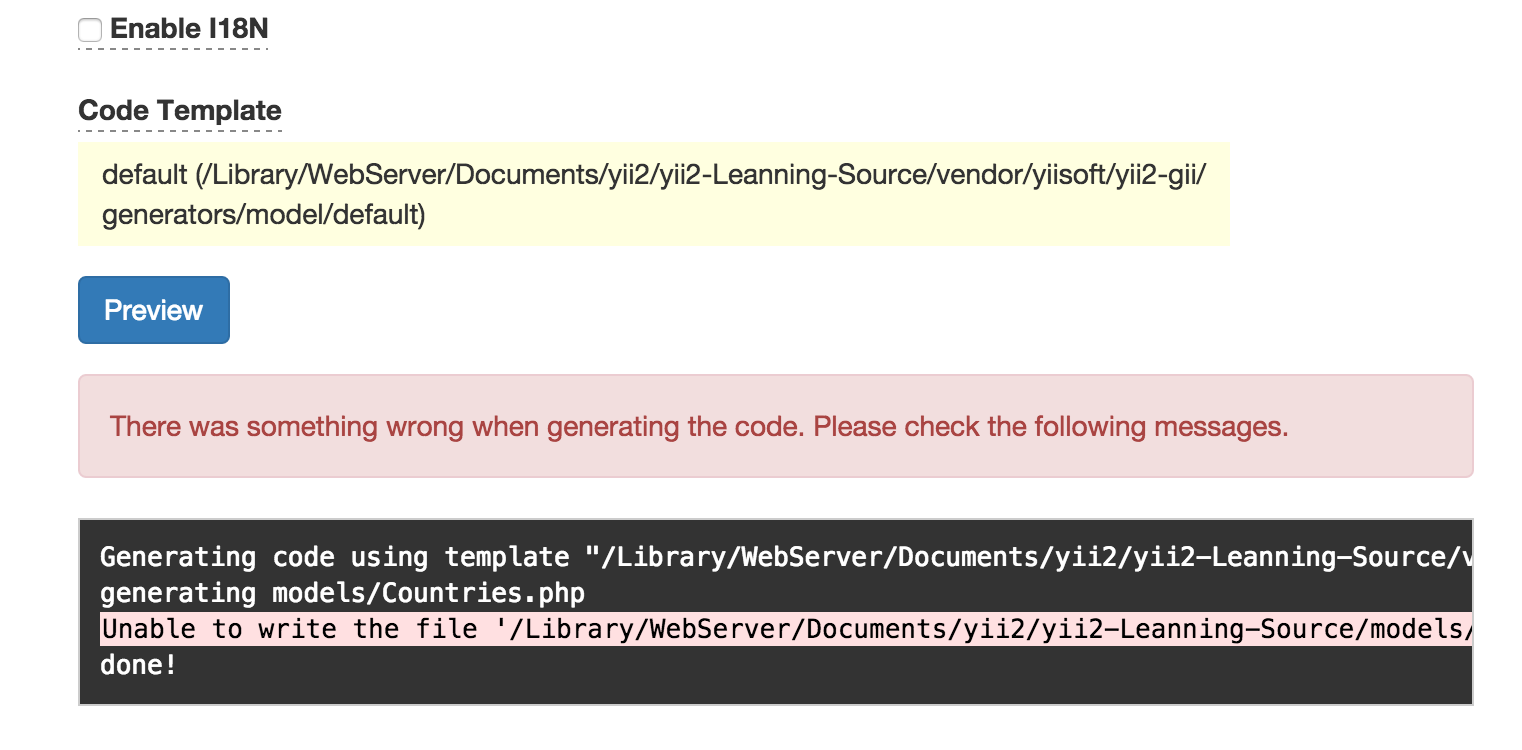 Enable I18N
Code Template
default (/Library/WebServer/Documents/yii2/yii2-Leanning-Source/vendor/yiisoft/yii2-gii/
generators/model/default)
Preview
There was something wrong when generating the code. Please check the following messages.
Generating code using template "/Library/WebServer/Documents/yii2/yii2-Leanning-Source/v
generating models/Countries.php
Unable to write the file '/Library/WebServer/Documents/yii2/yii2-Leanning-Source/models/
done!